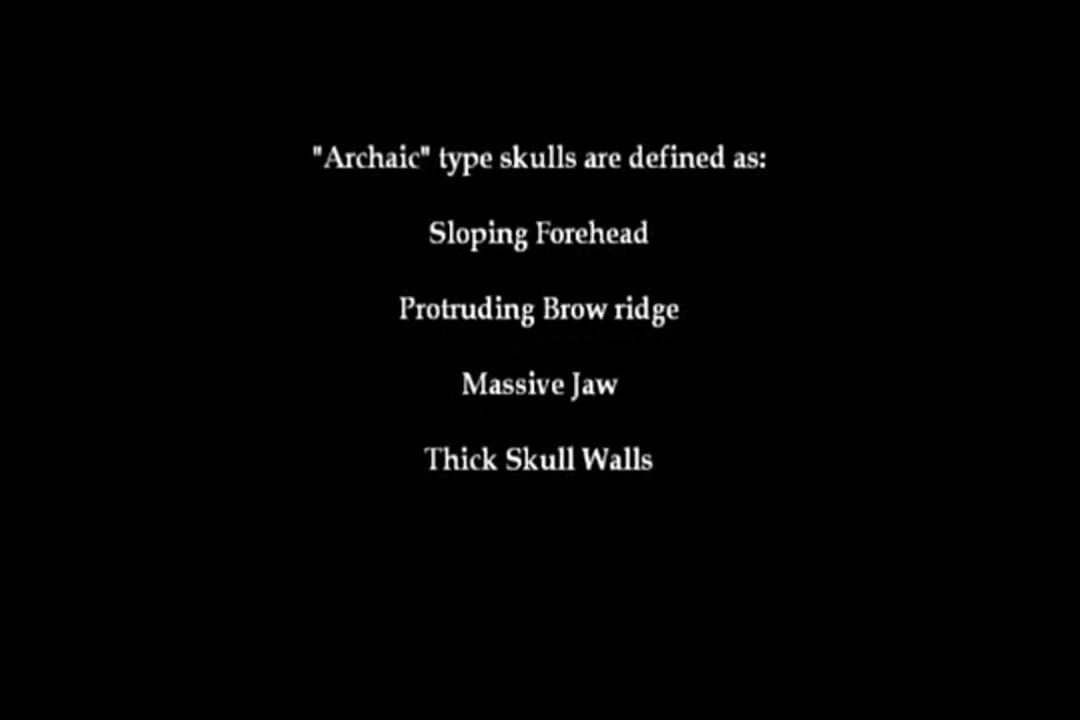 "Archaic" type skulls are defined as:
Sloping Forehead
Protruding Brow ridge
Massive Jaw
Thick Skull Walls